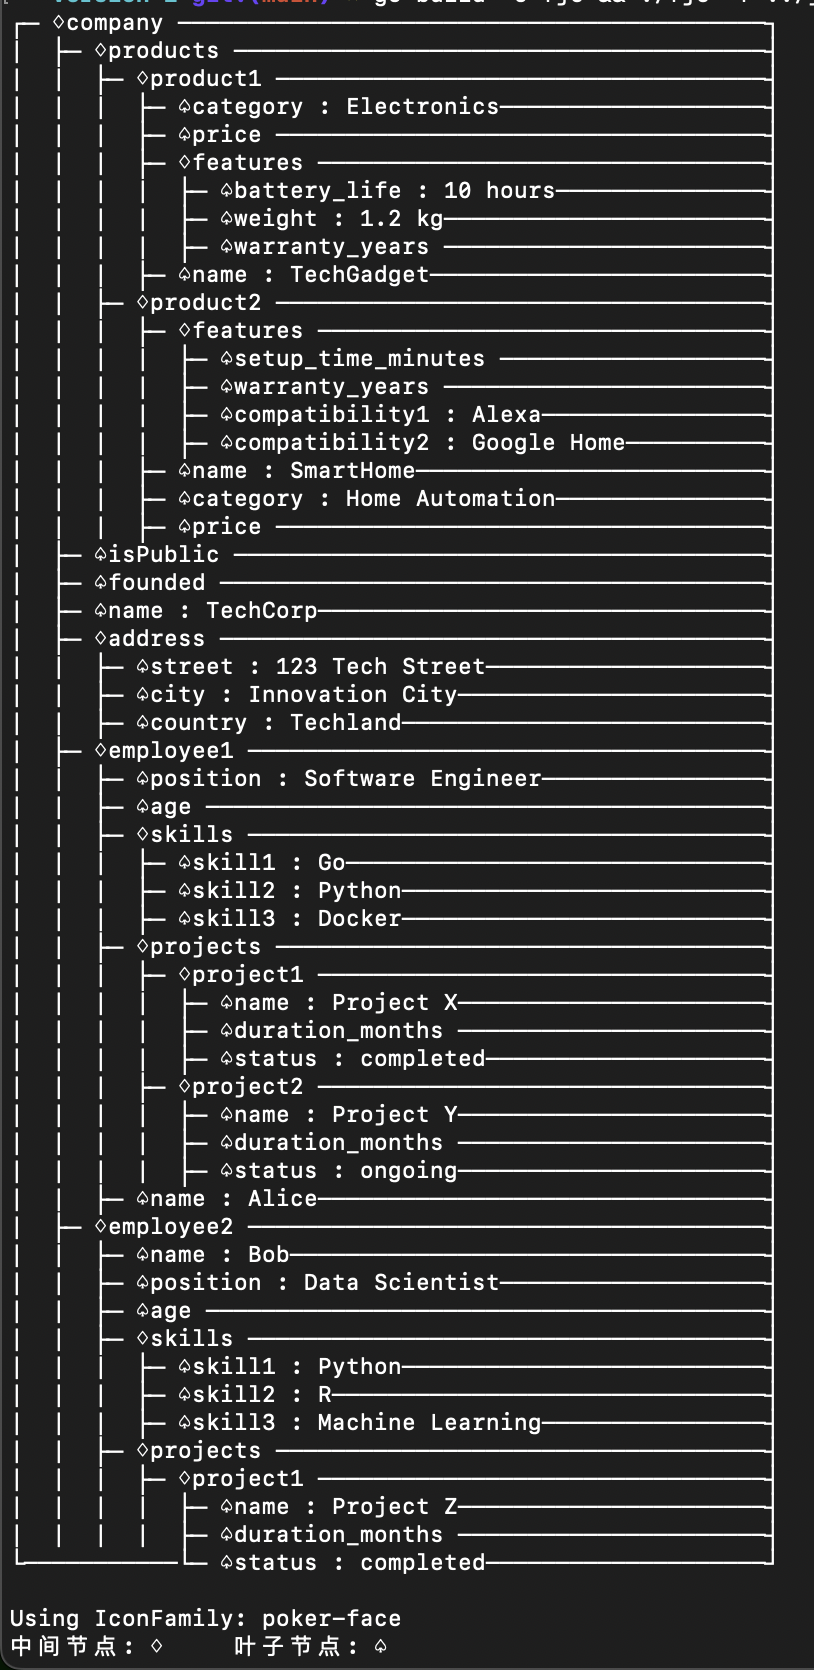 ◇company
◇products
◇product1
♤category : Electronics
♤price
◇features
♤battery_life : 10 hours
♤weight : 1.2 kg
♤warranty_years
♤name : TechGadget
◇product2
◇features
♤setup_time_minutes
♤warranty_years
♤compatibility1 : Alexa
♤compatibility2 : Google Home
♤name : SmartHome
♤category : Home Automation
♤price
♤isPublic
♤founded
♤name : TechCorp
◇address
♤street : 123 Tech Street
♤city : Innovation City
♤country : Techland
◇employee1
♤position : Software Engineer
♤age
◇skills
♤skill1 : Go
♤skill2 : Python
♤skill3 : Docker
◇projects
◇project1
♤name : Project X
♤duration_months
♤status : completed
◇project2
♤name : Project Y
♤duration_months
♤status : ongoing
♤name : Alice
◇employee2
♤name : Bob
♤position : Data Scientist
♤age
◇skills
♤skill1 : Python
♤skill2 : R
♤skill3 : Machine Learning
◇projects
◇project1
♤name : Project Z
♤duration_months
♤status : completed
Using IconFamily: poker-face
中间节点: ◇ 叶子节点: ♤